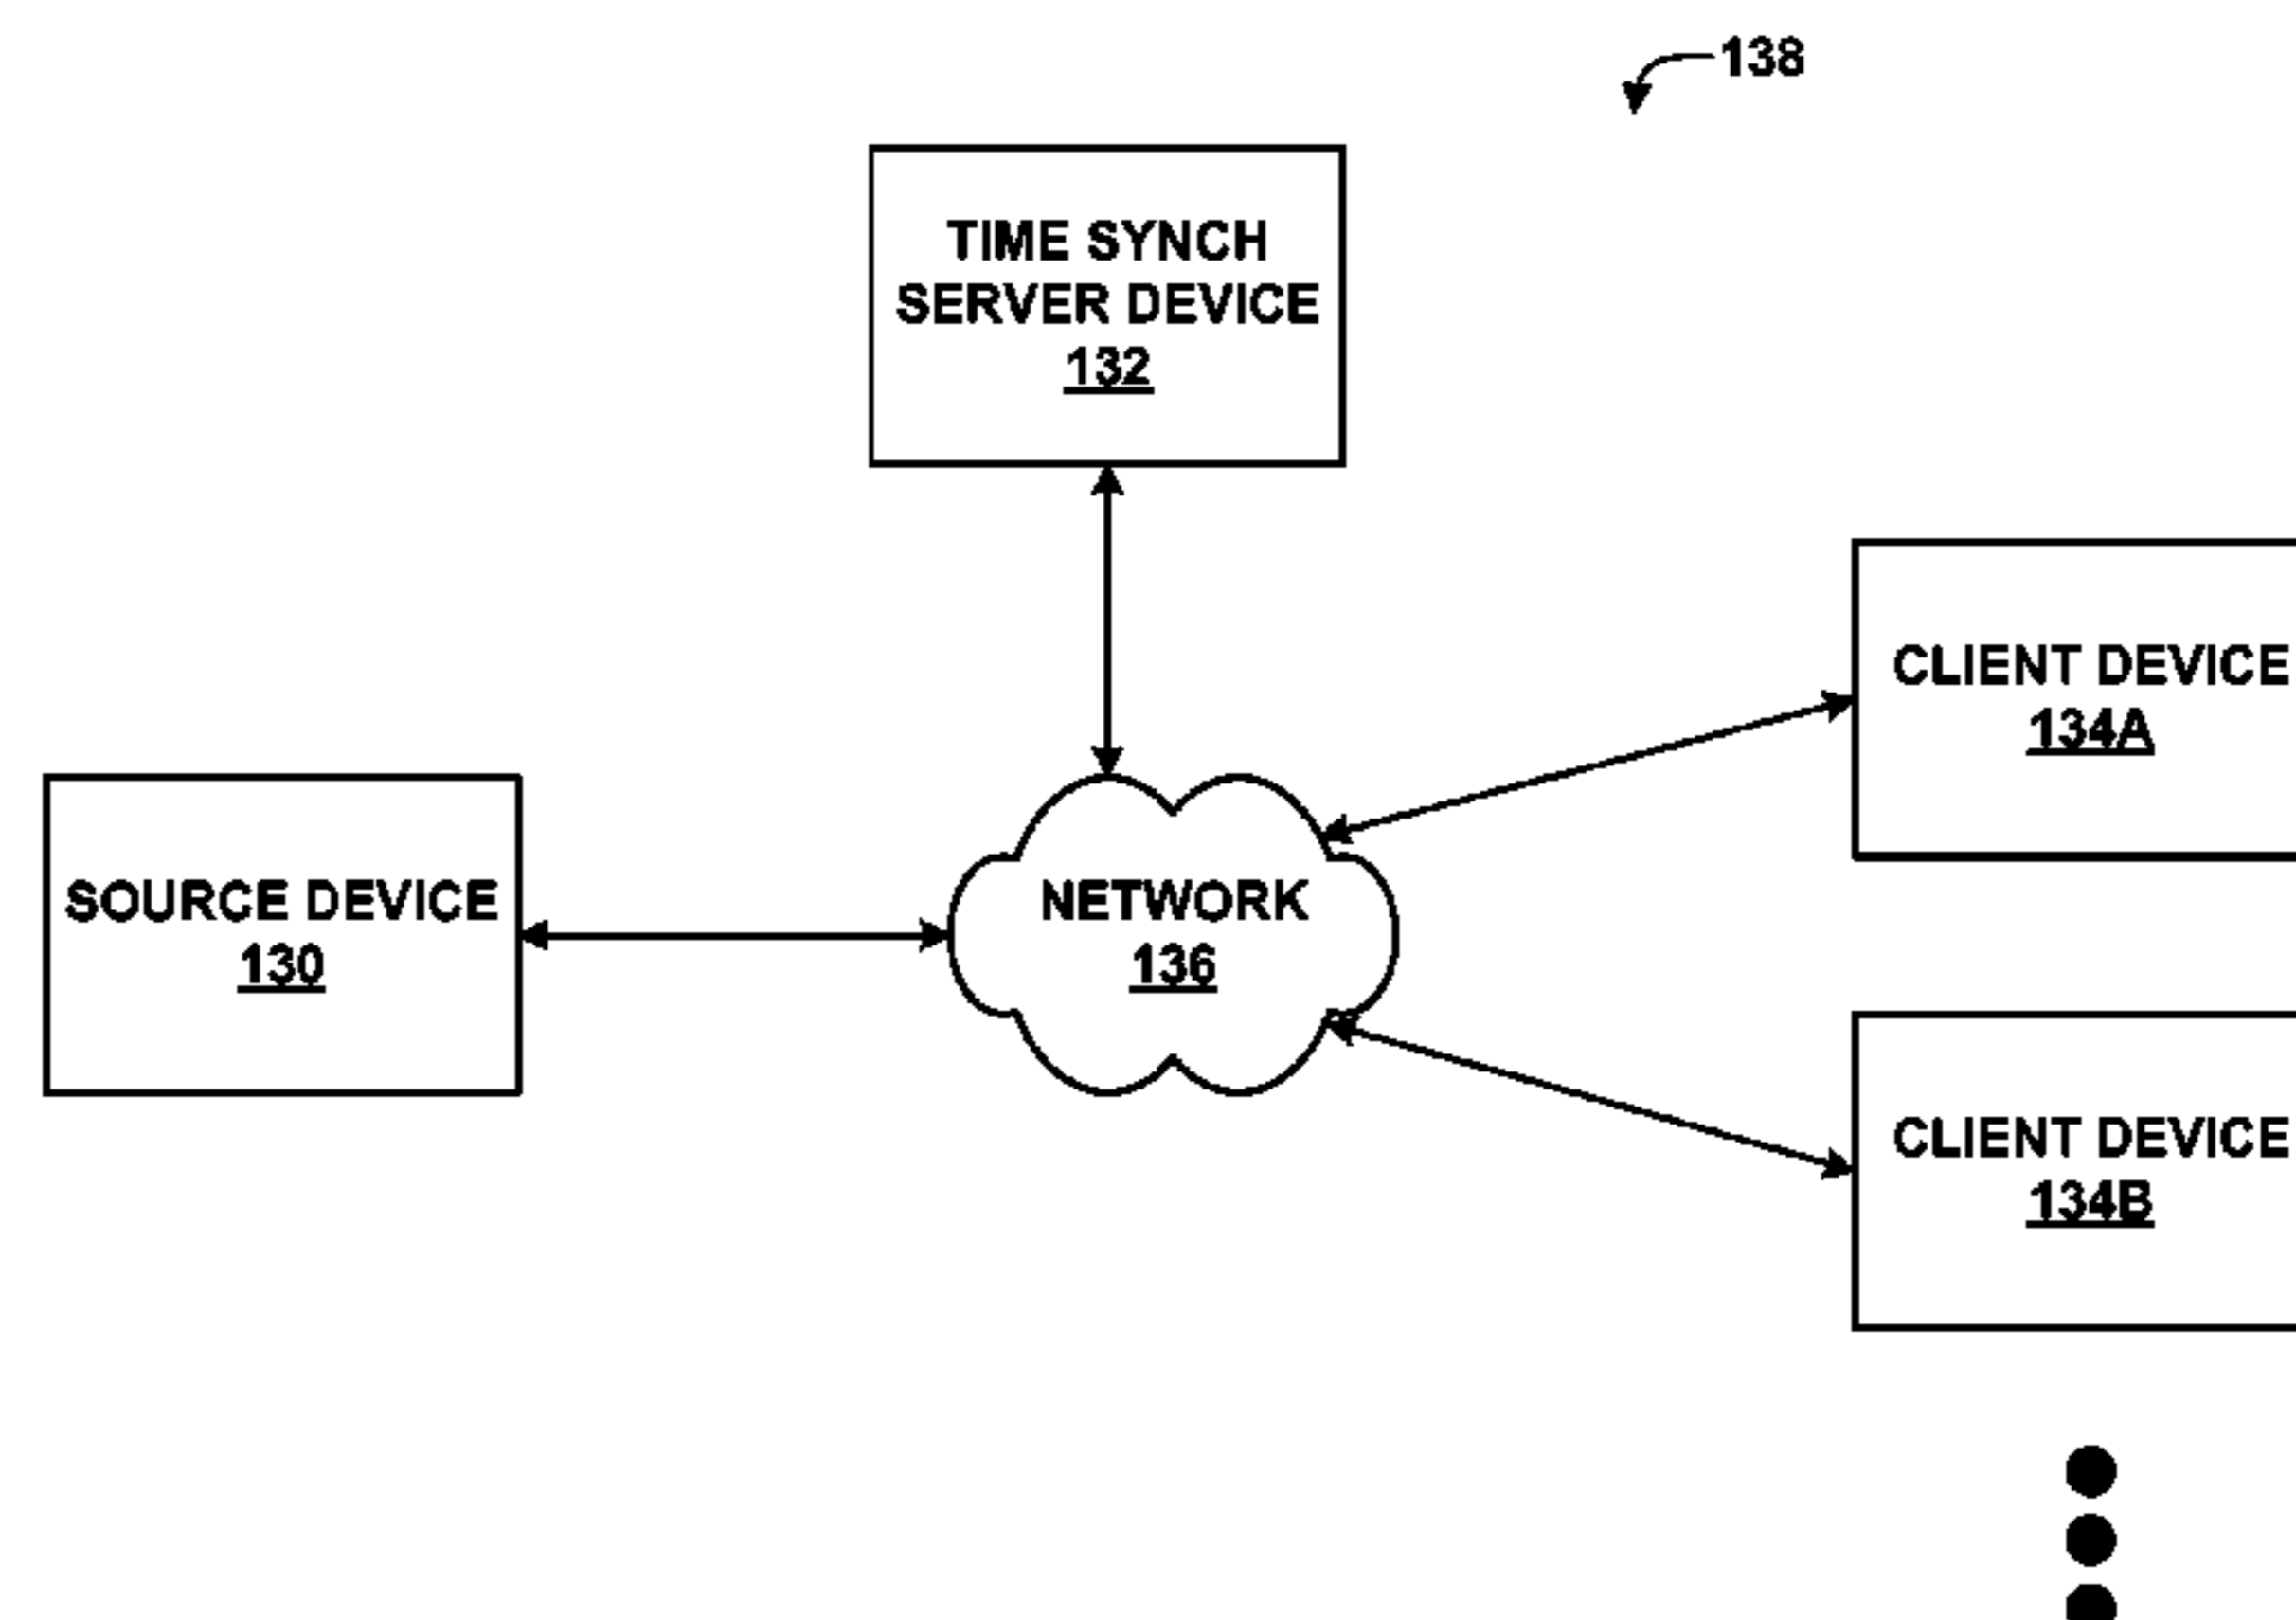 138
TIME SYNCH
SERVER DEVICE
132
CLIENT DEVICE
134A
SOURCE DEVICE
130
NETWORK
136
CLIENT DEVICE
134B